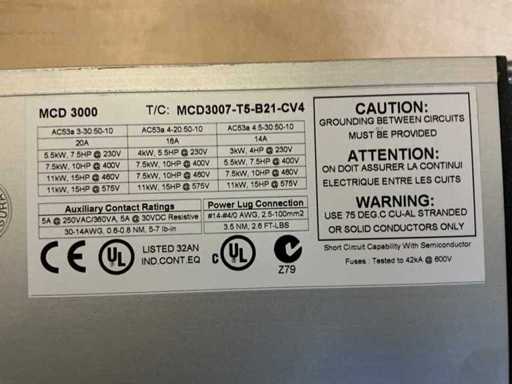 MCD 3000 T/C: MCD3007-T5-B21-CV4
AC53a 3-30:50-10 AC53a 4-20:50-10 AC53a 4.5-30:50-10
20A 16A 14A
5.5kW, 7.5HP @ 230V 4kW, 5.5HP @ 230V 3kW, 4HP @ 230V
7.5kW, 10HP @ 400V 7.5kW, 10HP @ 400V 5.5kW, 7.5HP @ 400V
11kW, 15HP @ 460V 11kW, 15HP @ 460V 7.5kW, 10HP @ 460V
11kW, 15HP @ 575V 11kW, 15HP @ 575V 11kW, 15HP @ 575V
Auxiliary Contact Ratings
5A @ 250VAC/360VA, 5A @ 30VDC Resistive
30-14AWG, 0.6-0.8 NM, 5-7 lb-in
Power Lug Connection
#14-#4/0 AWG, 2.5-100mm2
3.5 NM, 2.6 FT-LBS
CE UL LISTED 32AN
IND.CONT.EQ
c UL
Z79
CAUTION:
GROUNDING BETWEEN CIRCUITS
MUST BE PROVIDED
ATTENTION:
ON DOIT ASSURER LA CONTINUI
ELECTRIQUE ENTRE LES CUITS
WARNING:
USE 75 DEG.C CU-AL STRANDED
OR SOLID CONDUCTORS ONLY
Short Circuit Capability With Semiconductor
Fuses : Tested to 42kA @ 600V